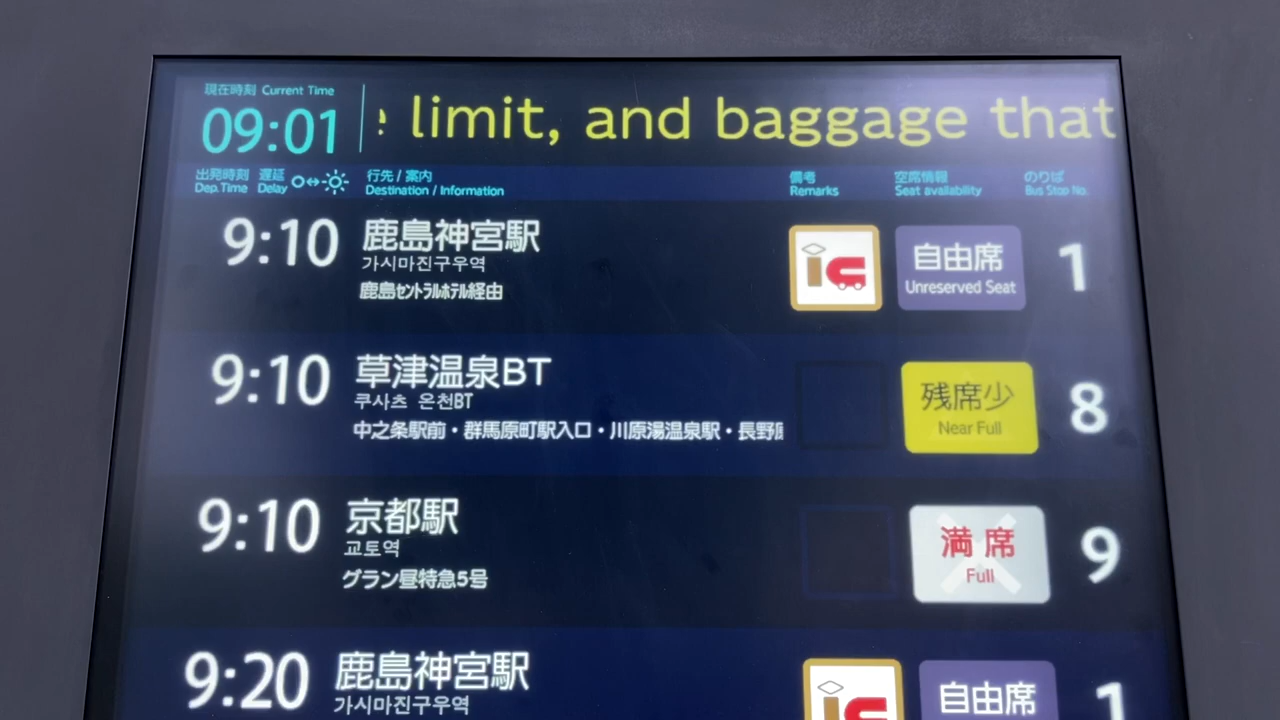 現在時刻 Current Time
09:01
limit, and baggage that
出発時刻 遅延 行先 / 案内 備考 空席情報 のりば
Dep.Time Delay Destination / Information Remarks Seat availability Bus Stop No.
9:10 鹿島神宮駅 自由席 1
가시마진구우역 Unreserved Seat
鹿島セントラルホテル経由
9:10 草津温泉BT 残席少 8
쿠사츠 온천BT Near Full
中之条駅前・群馬原町駅入口・川原湯温泉駅・長野原
9:10 京都駅 満席 9
교토역 Full
グラン昼特急5号
9:20 鹿島神宮駅 自由席 1
가시마진구우역